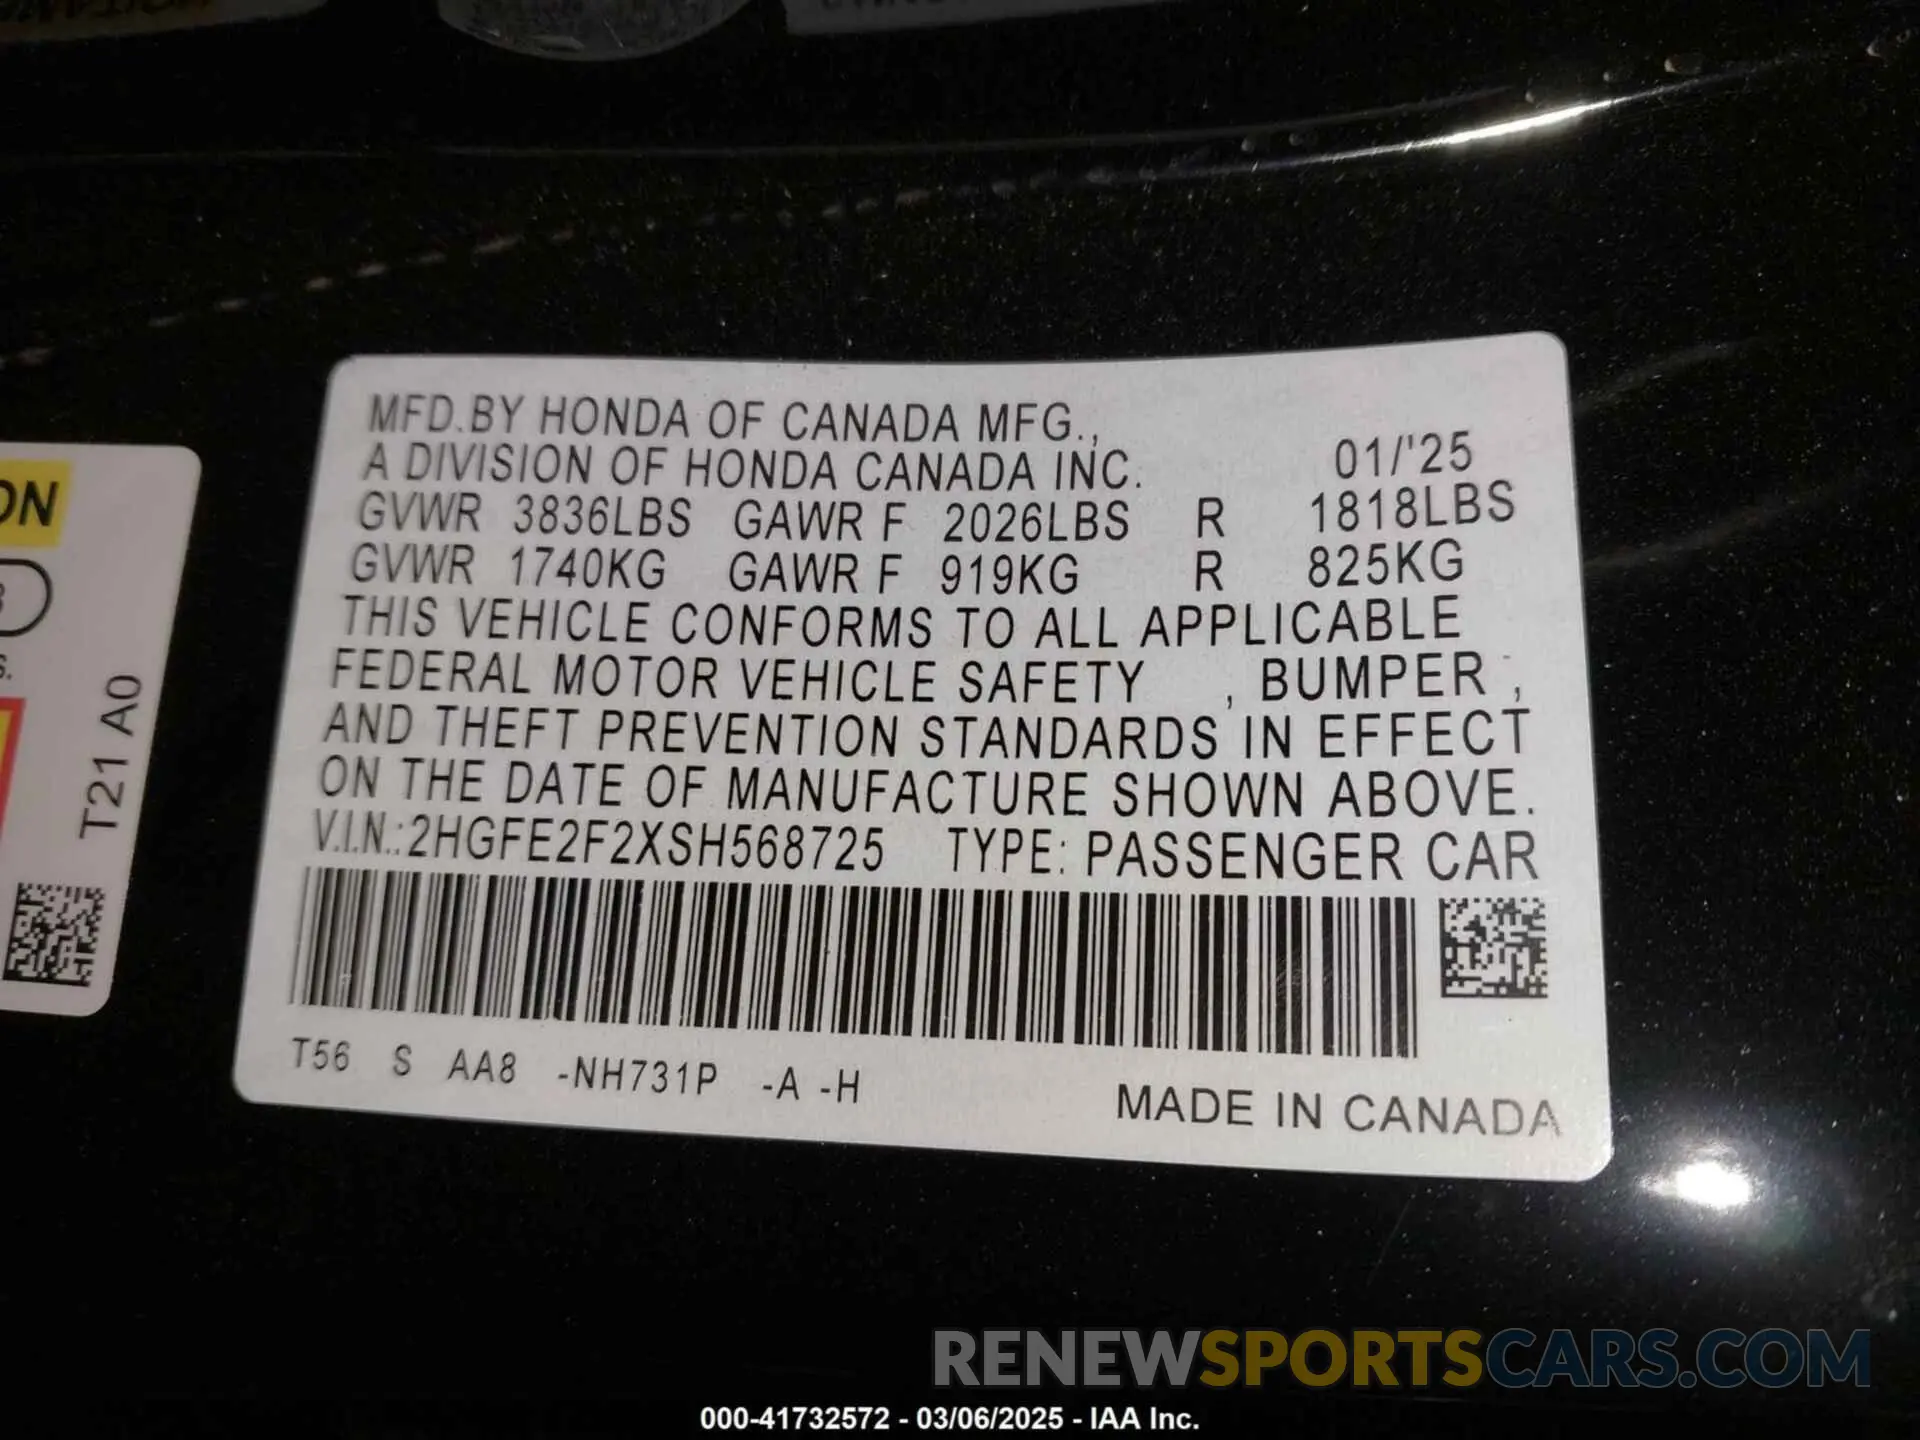 MFD.BY HONDA OF CANADA MFG.,
A DIVISION OF HONDA CANADA INC. 01/'25
GVWR 3836LBS GAWR F 2026LBS R 1818LBS
GVWR 1740KG GAWR F 919KG R 825KG
THIS VEHICLE CONFORMS TO ALL APPLICABLE
FEDERAL MOTOR VEHICLE SAFETY , BUMPER ,
AND THEFT PREVENTION STANDARDS IN EFFECT
ON THE DATE OF MANUFACTURE SHOWN ABOVE.
V.I.N.:2HGFE2F2XSH568725 TYPE: PASSENGER CAR
T56 S AA8 -NH731P -A -H
MADE IN CANADA
ON
S.
T21 A0
RENEWSPORTSCARS.COM
000-41732572 - 03/06/2025 - IAA Inc.